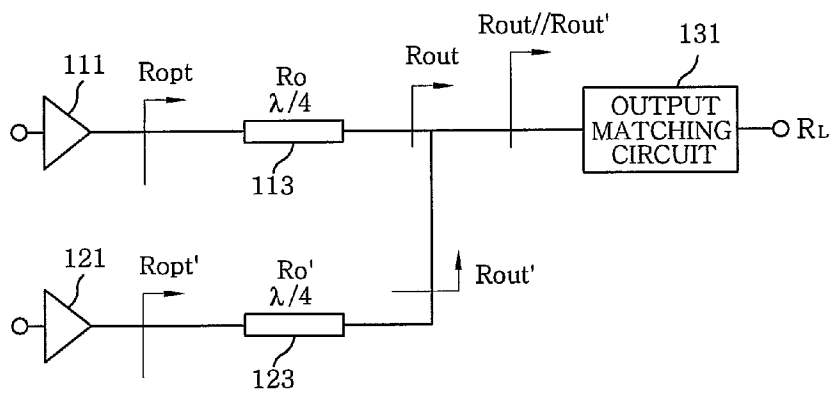 111
Ropt
Ro
λ/4
113
Rout
Rout//Rout'
131
OUTPUT
MATCHING
CIRCUIT
RL
121
Ropt'
Ro'
λ/4
123
Rout'